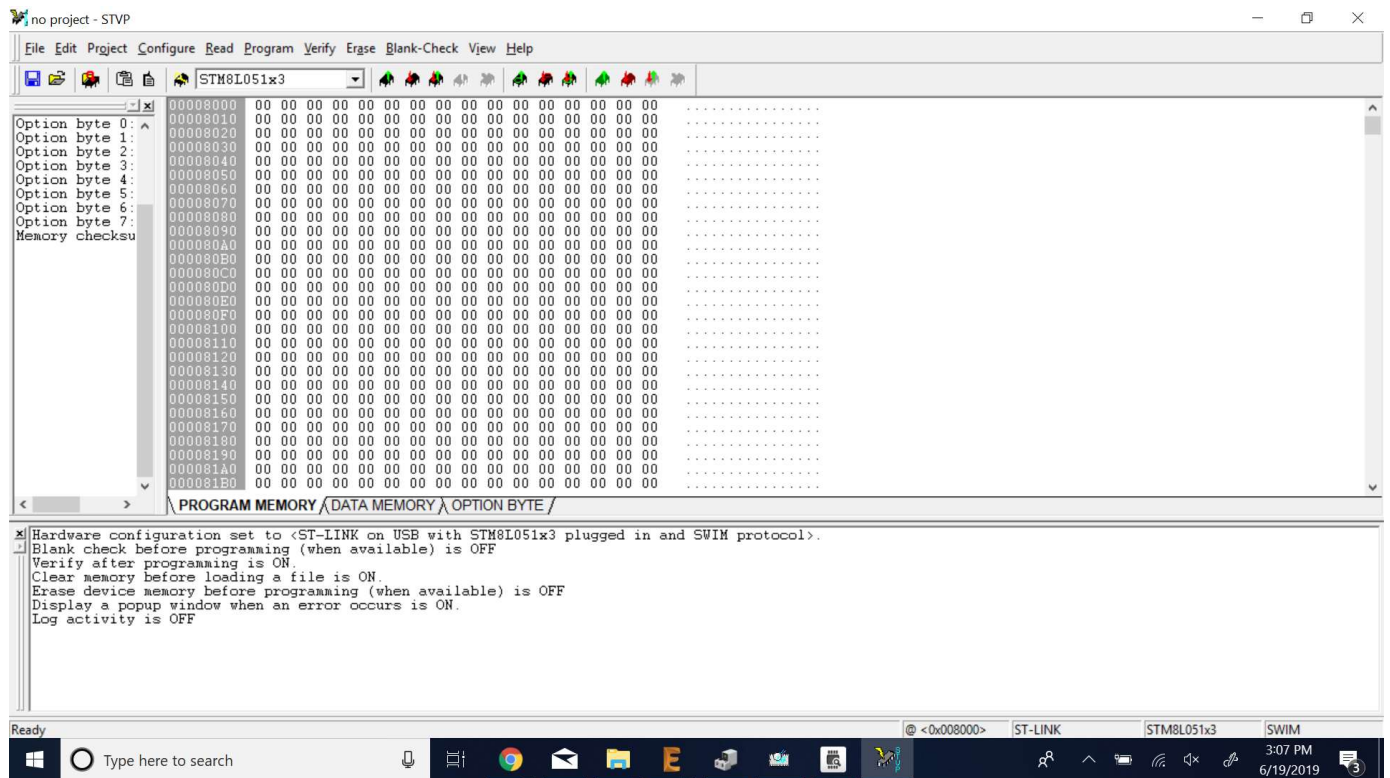 no project - STVP
File Edit Project Configure Read Program Verify Erase Blank-Check View Help
STM8L051x3
Option byte 0:
Option byte 1:
Option byte 2:
Option byte 3:
Option byte 4:
Option byte 5:
Option byte 6:
Option byte 7:
Memory checksu
00008000 00 00 00 00 00 00 00 00 00 00 00 00 00 00 00 00 ................
00008010 00 00 00 00 00 00 00 00 00 00 00 00 00 00 00 00 ................
00008020 00 00 00 00 00 00 00 00 00 00 00 00 00 00 00 00 ................
00008030 00 00 00 00 00 00 00 00 00 00 00 00 00 00 00 00 ................
00008040 00 00 00 00 00 00 00 00 00 00 00 00 00 00 00 00 ................
00008050 00 00 00 00 00 00 00 00 00 00 00 00 00 00 00 00 ................
00008060 00 00 00 00 00 00 00 00 00 00 00 00 00 00 00 00 ................
00008070 00 00 00 00 00 00 00 00 00 00 00 00 00 00 00 00 ................
00008080 00 00 00 00 00 00 00 00 00 00 00 00 00 00 00 00 ................
00008090 00 00 00 00 00 00 00 00 00 00 00 00 00 00 00 00 ................
000080A0 00 00 00 00 00 00 00 00 00 00 00 00 00 00 00 00 ................
000080B0 00 00 00 00 00 00 00 00 00 00 00 00 00 00 00 00 ................
000080C0 00 00 00 00 00 00 00 00 00 00 00 00 00 00 00 00 ................
000080D0 00 00 00 00 00 00 00 00 00 00 00 00 00 00 00 00 ................
000080E0 00 00 00 00 00 00 00 00 00 00 00 00 00 00 00 00 ................
000080F0 00 00 00 00 00 00 00 00 00 00 00 00 00 00 00 00 ................
00008100 00 00 00 00 00 00 00 00 00 00 00 00 00 00 00 00 ................
00008110 00 00 00 00 00 00 00 00 00 00 00 00 00 00 00 00 ................
00008120 00 00 00 00 00 00 00 00 00 00 00 00 00 00 00 00 ................
00008130 00 00 00 00 00 00 00 00 00 00 00 00 00 00 00 00 ................
00008140 00 00 00 00 00 00 00 00 00 00 00 00 00 00 00 00 ................
00008150 00 00 00 00 00 00 00 00 00 00 00 00 00 00 00 00 ................
00008160 00 00 00 00 00 00 00 00 00 00 00 00 00 00 00 00 ................
00008170 00 00 00 00 00 00 00 00 00 00 00 00 00 00 00 00 ................
00008180 00 00 00 00 00 00 00 00 00 00 00 00 00 00 00 00 ................
00008190 00 00 00 00 00 00 00 00 00 00 00 00 00 00 00 00 ................
000081A0 00 00 00 00 00 00 00 00 00 00 00 00 00 00 00 00 ................
000081B0 00 00 00 00 00 00 00 00 00 00 00 00 00 00 00 00 ................
PROGRAM MEMORY DATA MEMORY OPTION BYTE
Hardware configuration set to <ST-LINK on USB with STM8L051x3 plugged in and SWIM protocol>.
Blank check before programming (when available) is OFF
Verify after programming is ON.
Clear memory before loading a file is ON.
Erase device memory before programming (when available) is OFF
Display a popup window when an error occurs is ON.
Log activity is OFF
Ready @ <0x008000> ST-LINK STM8L051x3 SWIM
Type here to search
3:07 PM
6/19/2019
3